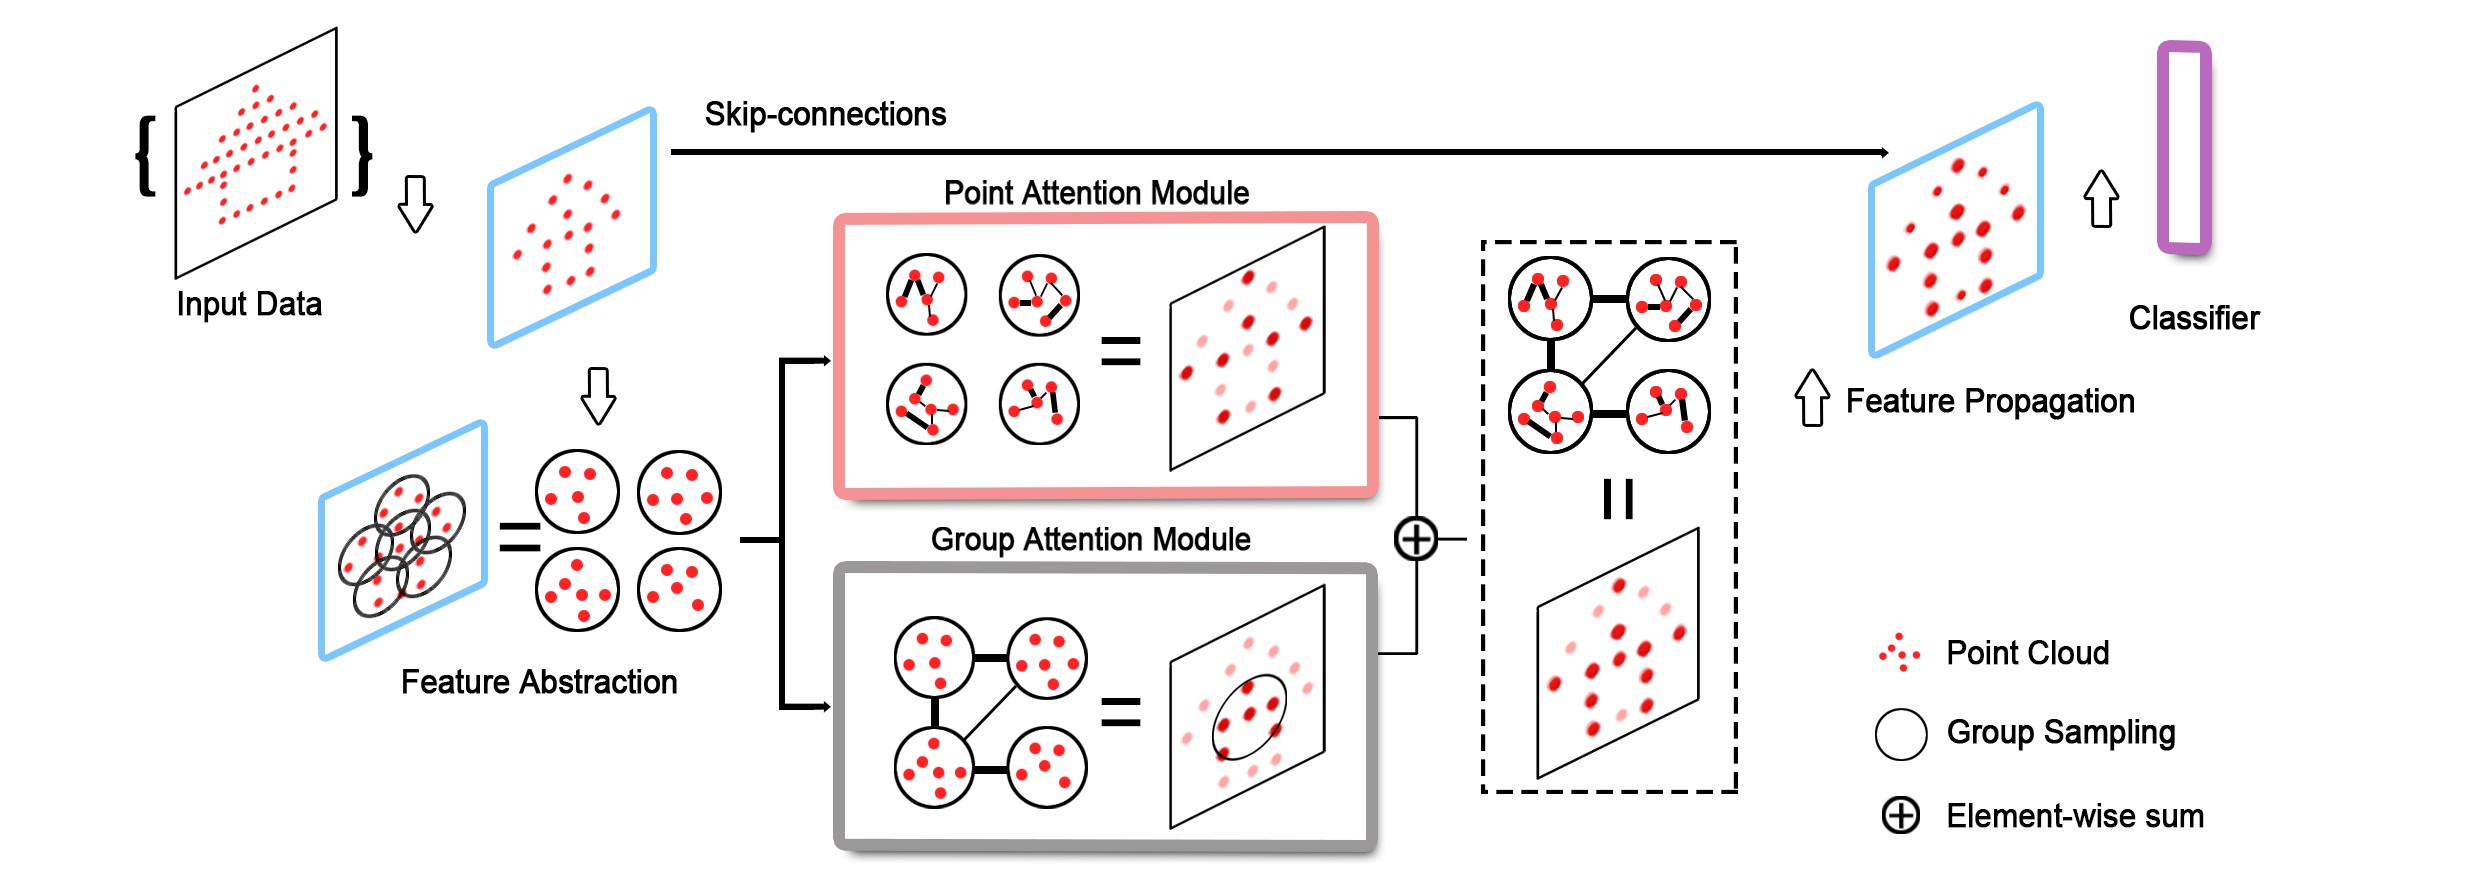 Skip-connections
Point Attention Module
Input Data
Classifier
Feature Propagation
Group Attention Module
Feature Abstraction
Point Cloud
Group Sampling
Element-wise sum